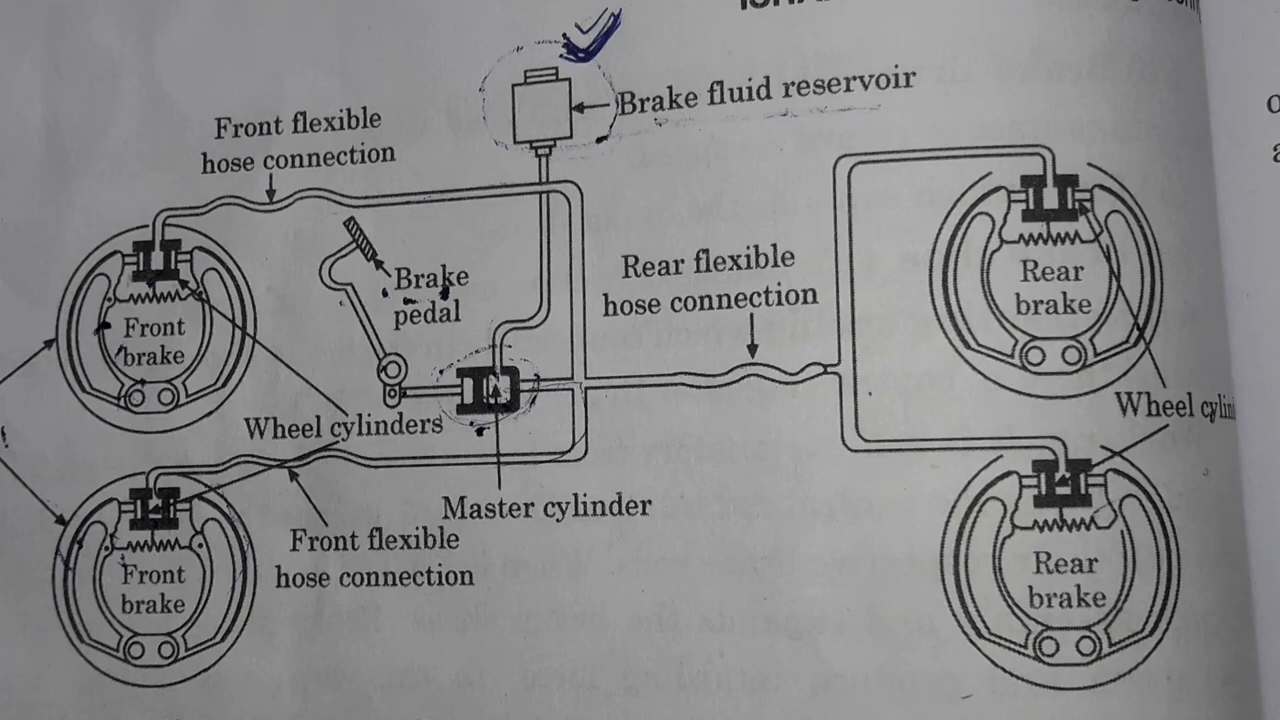 Brake fluid reservoir
Front flexible
hose connection
Brake
pedal
Rear flexible
hose connection
Front
brake
Rear
brake
Wheel cylinders
Wheel
Master cylinder
Front flexible
hose connection
Front
brake
Rear
brake